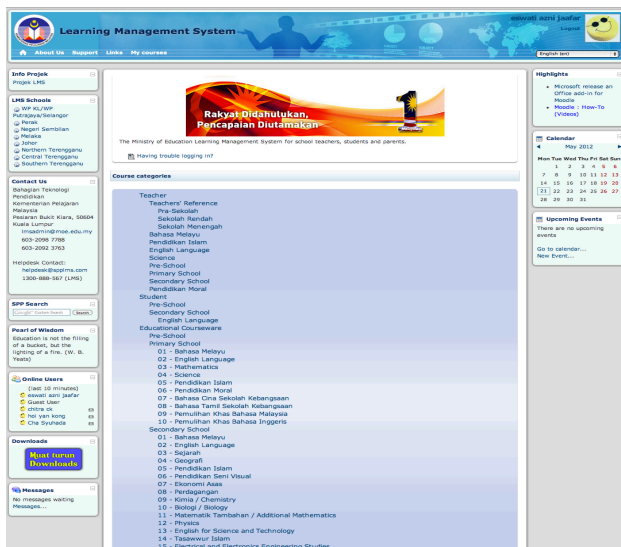 Learning Management System
eswati azni jaafar
Logout
About Us Support Links My courses
English (en)
Info Projek
Projek LMS
LMS Schools
WP KL/WP
Putrajaya/Selangor
Perak
Negeri Sembilan
Melaka
Johor
Northern Terengganu
Central Terengganu
Southern Terengganu
Contact Us
Bahagian Teknologi
Pendidikan
Kementerian Pelajaran
Malaysia
Pesiaran Bukit Kiara, 50604
Kuala Lumpur
lmsadmin@moe.edu.my
603-2098 7788
603-2092 3763
Helpdesk Contact:
helpdesk@spplms.com
1300-888-567 (LMS)
SPP Search
Search
Pearl of Wisdom
Education is not the filling
of a bucket, but the
lighting of a fire. (W. B.
Yeats)
Online Users
(last 10 minutes)
eswati azni jaafar
Guest User
chitra ck
hoi yan kong
Cha Syuhada
Downloads
Muat turun
Downloads
Messages
No messages waiting
Messages...
Rakyat Didahulukan,
Pencapaian Diutamakan
1
The Ministry of Education Learning Management System for school teachers, students and parents.
Having trouble logging in?
Course categories
Teacher
Teachers' Reference
Pra-Sekolah
Sekolah Rendah
Sekolah Menengah
Bahasa Melayu
Pendidikan Islam
English Language
Science
Pre-School
Primary School
Secondary School
Pendidikan Moral
Student
Pre-School
Secondary School
English Language
Educational Courseware
Pre-School
Primary School
01 - Bahasa Melayu
02 - English Language
03 - Mathematics
04 - Science
05 - Pendidikan Islam
06 - Pendidikan Moral
07 - Bahasa Cina Sekolah Kebangsaan
08 - Bahasa Tamil Sekolah Kebangsaan
09 - Pemulihan Khas Bahasa Malaysia
10 - Pemulihan Khas Bahasa Inggeris
Secondary School
01 - Bahasa Melayu
02 - English Language
03 - Sejarah
04 - Geografi
05 - Pendidikan Islam
06 - Pendidikan Seni Visual
07 - Ekonomi Asas
08 - Perdagangan
09 - Kimia / Chemistry
10 - Biologi / Biology
11 - Matematik Tambahan / Additional Mathematics
12 - Physics
13 - English for Science and Technology
14 - Tasawwur Islam
15 - Electrical and Electronics Engineering Studies
Highlights
Microsoft release an
Office add-in for
Moodle
Moodle : How-To
(Videos)
Calendar
May 2012
Mon Tue Wed Thu Fri Sat Sun
1 2 3 4 5 6
7 8 9 10 11 12 13
14 15 16 17 18 19 20
21 22 23 24 25 26 27
28 29 30 31
Upcoming Events
There are no upcoming
events
Go to calendar...
New Event...